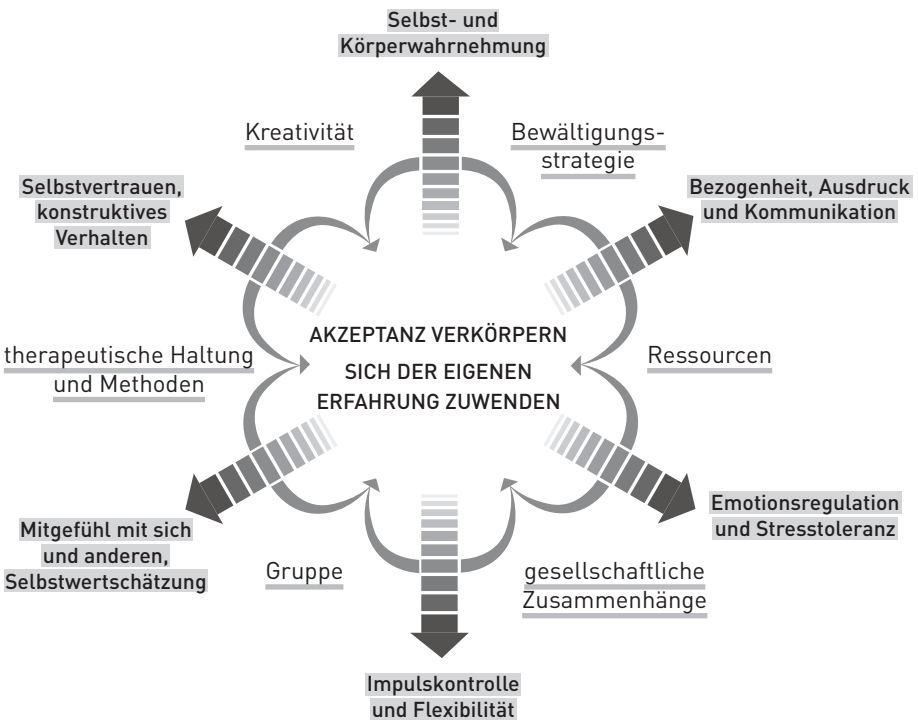 Selbst- und
Körperwahrnehmung
Kreativität
Bewältigungs-
strategie
Selbstvertrauen,
konstruktives
Verhalten
Bezogenheit, Ausdruck
und Kommunikation
AKZEPTANZ VERKÖRPERN
SICH DER EIGENEN
ERFAHRUNG ZUWENDEN
therapeutische Haltung
und Methoden
Ressourcen
Mitgefühl mit sich
und anderen,
Selbstwertschätzung
Emotionsregulation
und Stresstoleranz
Gruppe
gesellschaftliche
Zusammenhänge
Impulskontrolle
und Flexibilität